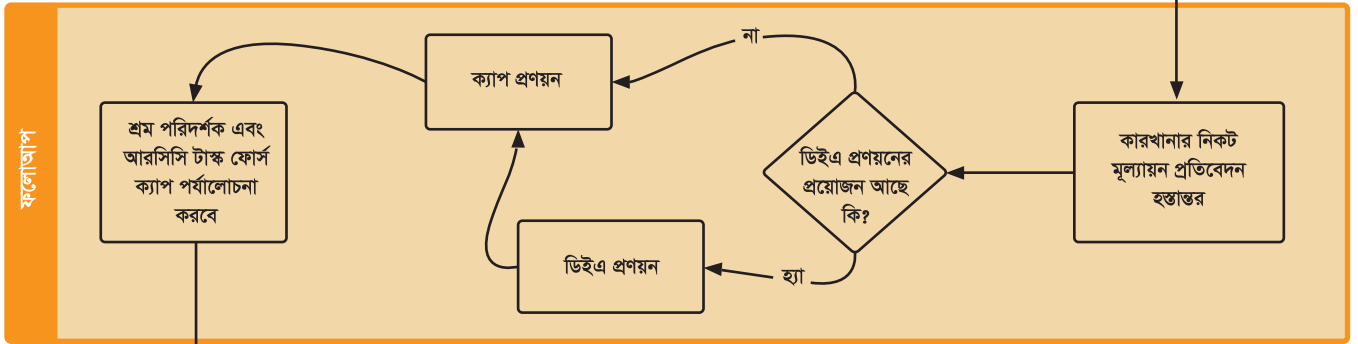 ফলোআপ
শ্রম পরিদর্শক এবং
আরসিসি টাস্ক ফোর্স
ক্যাপ পর্যালোচনা
করবে
ক্যাপ প্রণয়ন
না
ডিইএ প্রণয়নের
প্রয়োজন আছে
কি?
হ্যা
ডিইএ প্রণয়ন
কারখানার নিকট
মূল্যায়ন প্রতিবেদন
হস্তান্তর